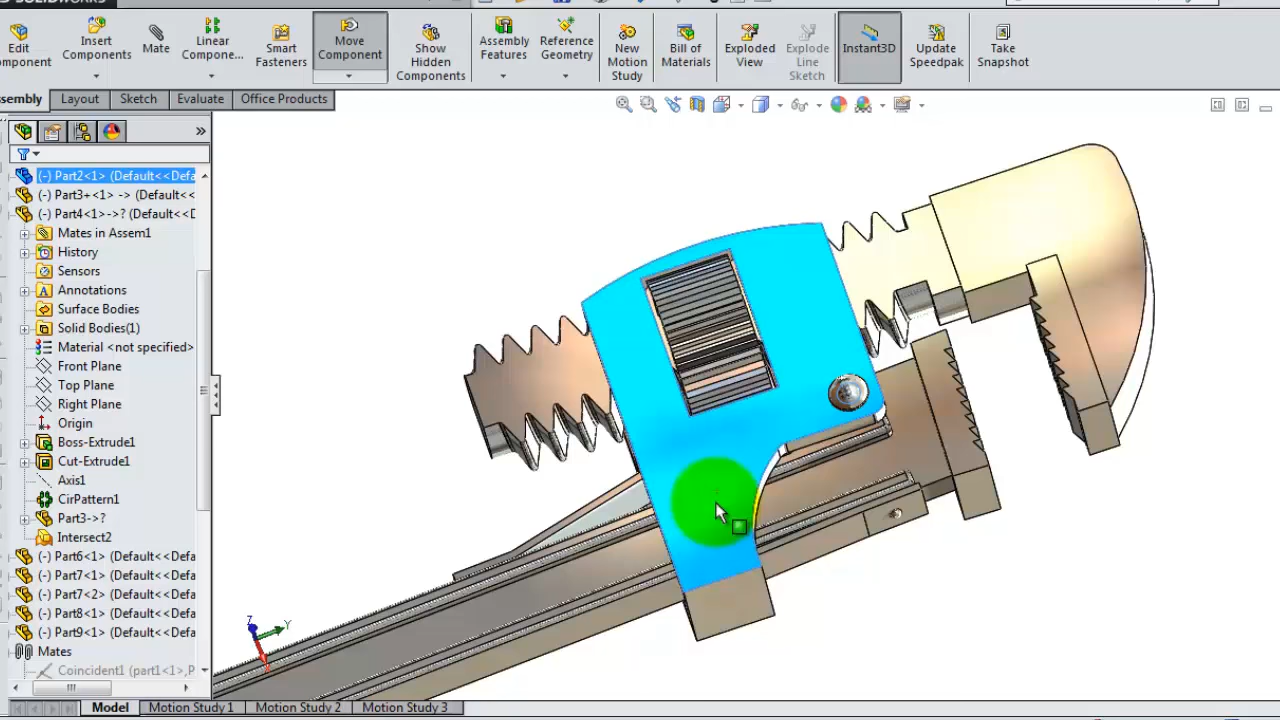 SOLIDWORKS
Edit
Component
Insert
Components
Mate
Linear
Compone...
Smart
Fasteners
Move
Component
Show
Hidden
Components
Assembly
Features
Reference
Geometry
New
Motion
Study
Bill of
Materials
Exploded
View
Explode
Line
Sketch
Instant3D
Update
Speedpak
Take
Snapshot
sembly
Layout
Sketch
Evaluate
Office Products
(-) Part2<1> (Default<<Defa
(-) Part3+<1> -> (Default<<
(-) Part4<1>->? (Default<<D
Mates in Assem1
History
Sensors
Annotations
Surface Bodies
Solid Bodies(1)
Material <not specified>
Front Plane
Top Plane
Right Plane
Origin
Boss-Extrude1
Cut-Extrude1
Axis1
CirPattern1
Part3->?
Intersect2
(-) Part6<1> (Default<<Defa
(-) Part7<1> (Default<<Defa
(-) Part7<2> (Default<<Defa
(-) Part8<1> (Default<<Defa
(-) Part9<1> (Default<<Defa
Mates
Coincident1 (part1<1>,P
Z
Y
Model
Motion Study 1
Motion Study 2
Motion Study 3